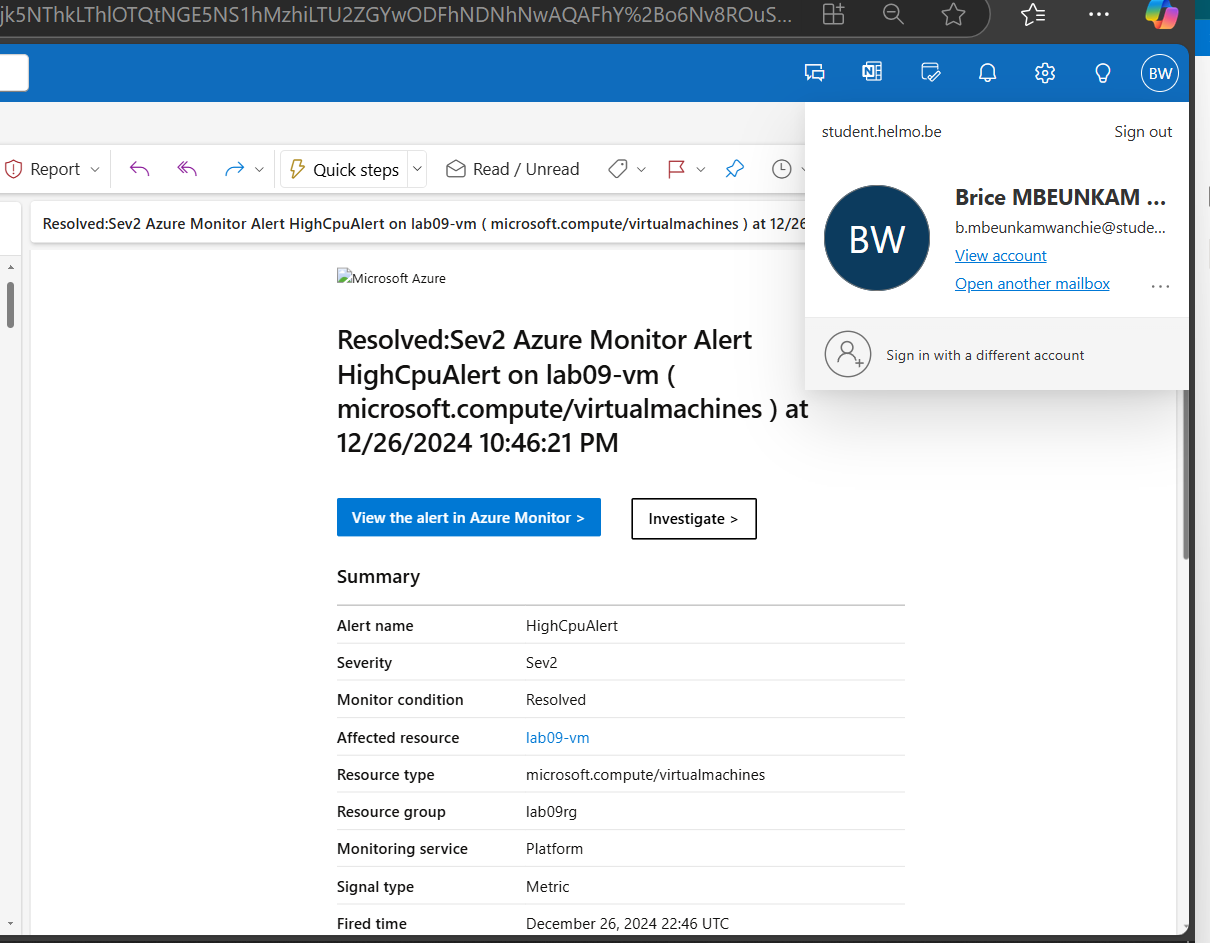 jk5NThkLThlOTQtNGE5NS1hMzhiLTU2ZGYwODFhNDNhNwAQAFhY%2Bo6Nv8ROuS...
BW
student.helmo.be
Sign out
Report
Quick steps
Read / Unread
BW
Brice MBEUNKAM ...
b.mbeunkamwanchie@stude...
View account
Open another mailbox
Sign in with a different account
Resolved:Sev2 Azure Monitor Alert HighCpuAlert on lab09-vm ( microsoft.compute/virtualmachines ) at 12/26
Microsoft Azure
Resolved:Sev2 Azure Monitor Alert
HighCpuAlert on lab09-vm (
microsoft.compute/virtualmachines ) at
12/26/2024 10:46:21 PM
View the alert in Azure Monitor >
Investigate >
Summary
Alert name HighCpuAlert
Severity Sev2
Monitor condition Resolved
Affected resource lab09-vm
Resource type microsoft.compute/virtualmachines
Resource group lab09rg
Monitoring service Platform
Signal type Metric
Fired time December 26, 2024 22:46 UTC